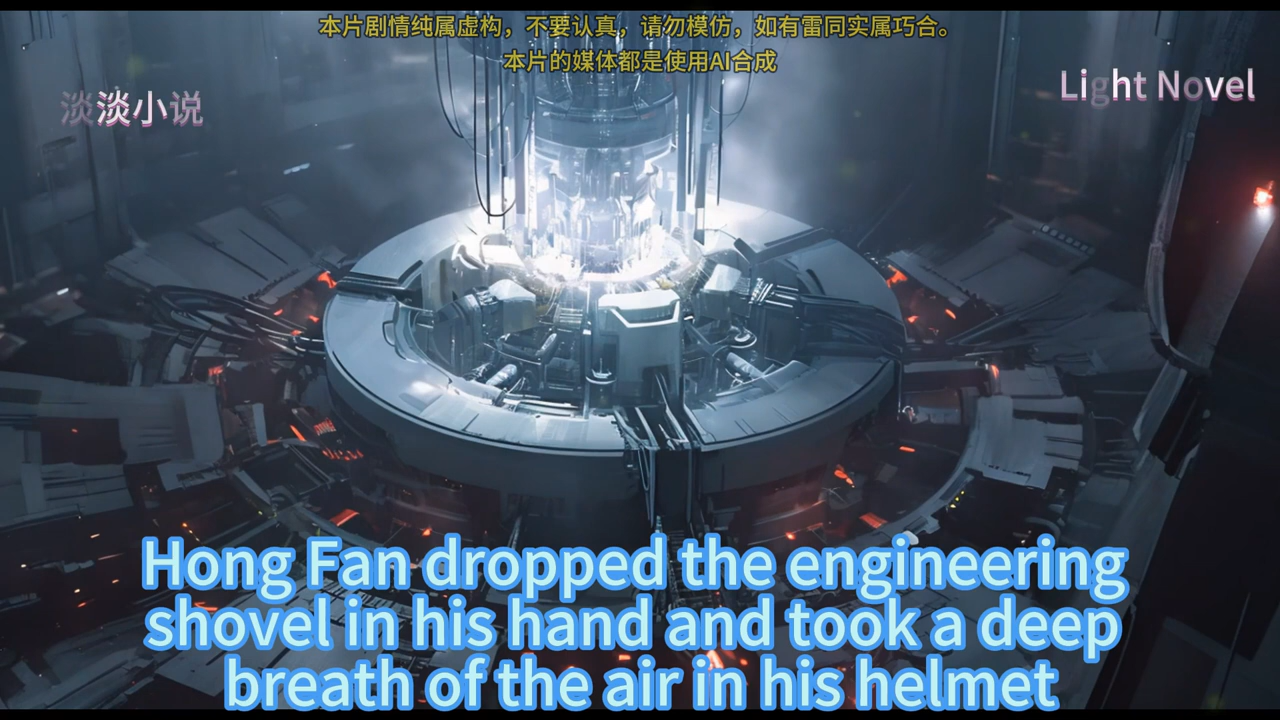 本片剧情纯属虚构，不要认真，请勿模仿，如有雷同实属巧合。
本片的媒体都是使用AI合成
淡淡小说
Light Novel
Hong Fan dropped the engineering
shovel in his hand and took a deep
breath of the air in his helmet